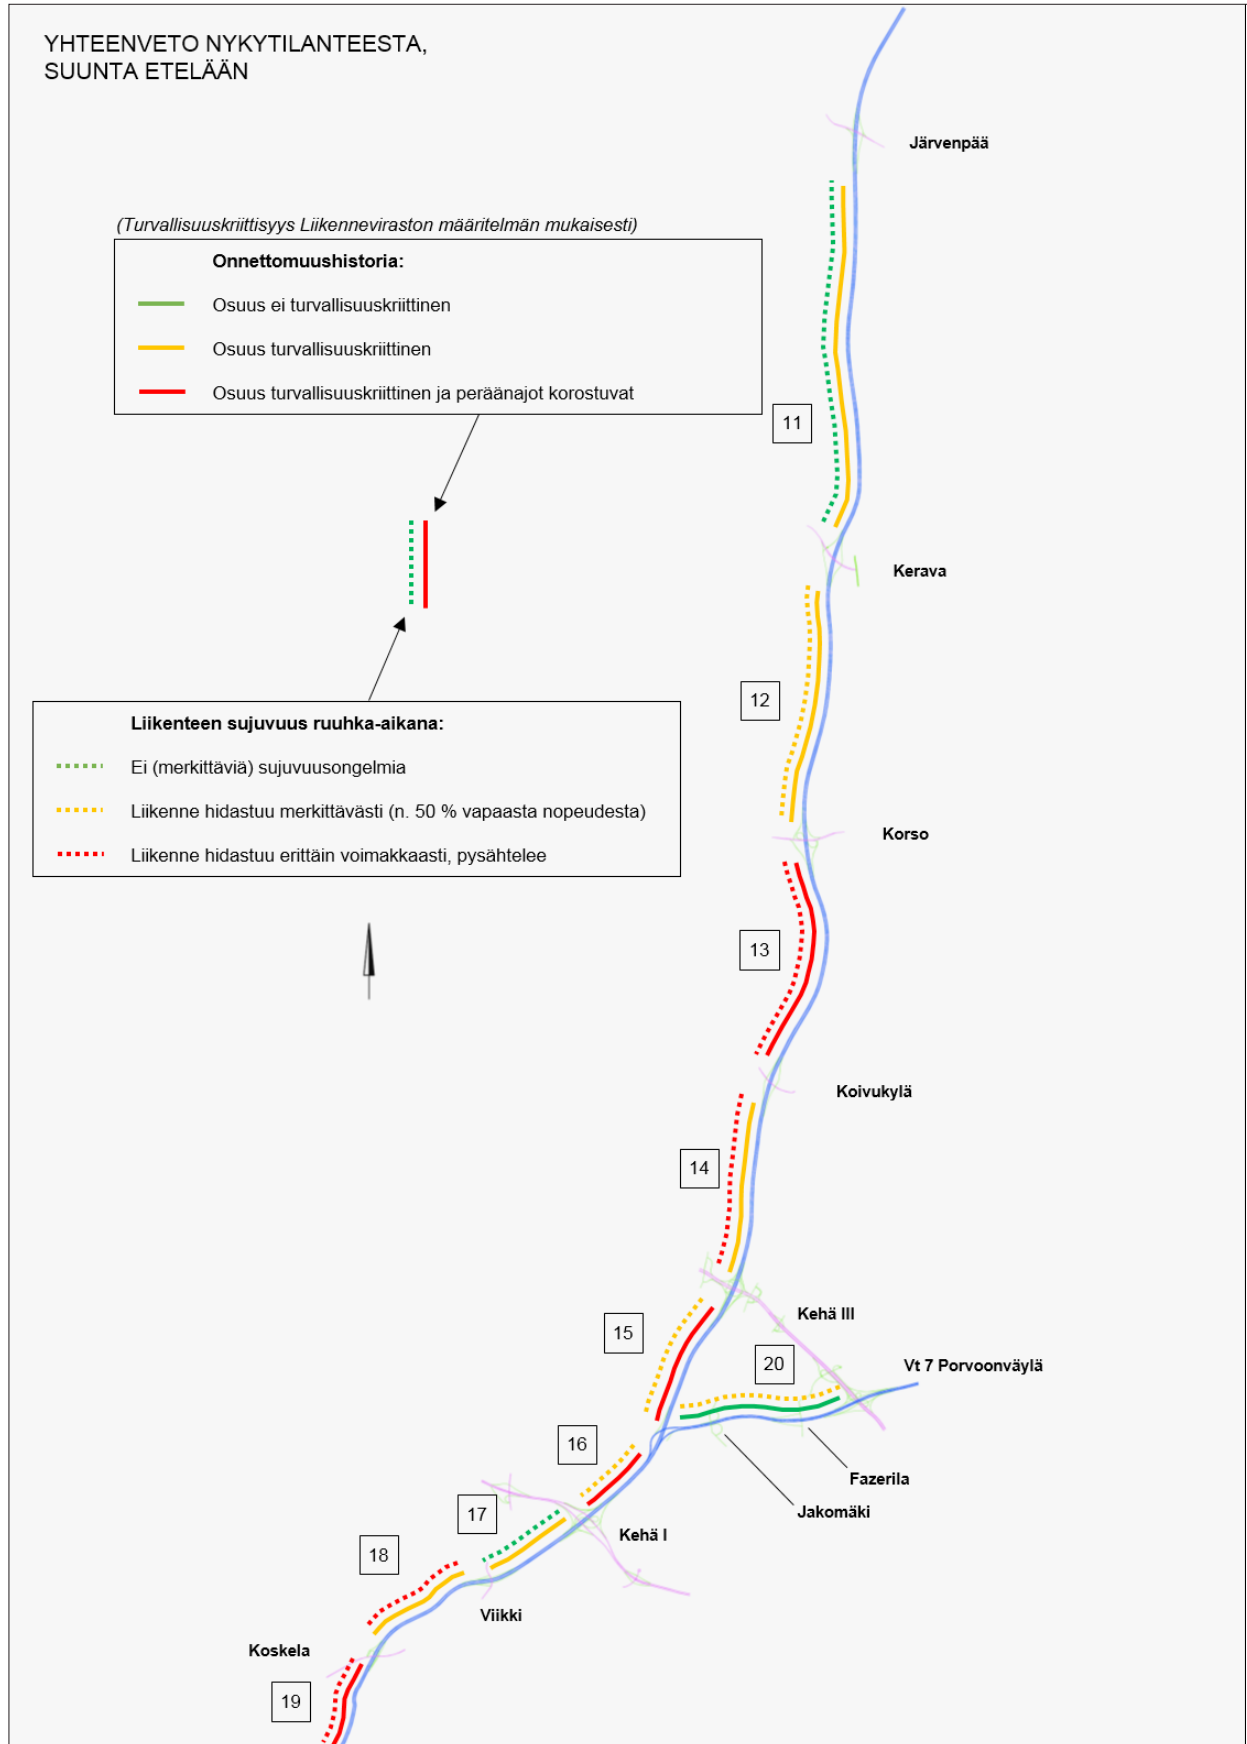 YHTEENVETO NYKYTILANTEESTA,
SUUNTA ETELÄÄN
Järvenpää
(Turvallisuuskriittisyys Liikenneviraston määritelmän mukaisesti)
Onnettomuushistoria:
Osuus ei turvallisuuskriittinen
Osuus turvallisuuskriittinen
Osuus turvallisuuskriittinen ja peräänajot korostuvat
11
Kerava
12
Liikenteen sujuvuus ruuhka-aikana:
Ei (merkittäviä) sujuvuusongelmia
Liikenne hidastuu merkittävästi (n. 50 % vapaasta nopeudesta)
Liikenne hidastuu erittäin voimakkaasti, pysähtelee
Korso
13
Koivukylä
14
Kehä III
15
20
Vt 7 Porvoonväylä
16
Fazerila
Jakomäki
17
Kehä I
18
Viikki
Koskela
19